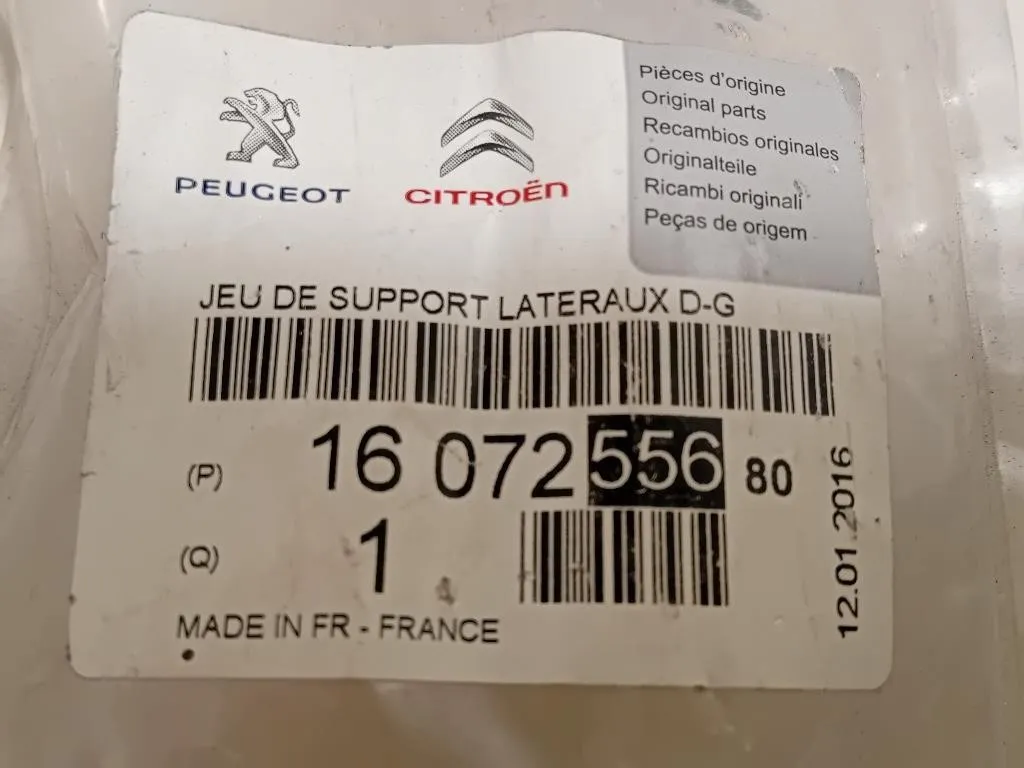 PEUGEOT
CITROËN
Pièces d'origine
Original parts
Recambios originales
Originalteile
Ricambi originali
Peças de origem
JEU DE SUPPORT LATERAUX D-G
(P) 16 072 556 80
(Q) 1
12.01.2016
MADE IN FR - FRANCE